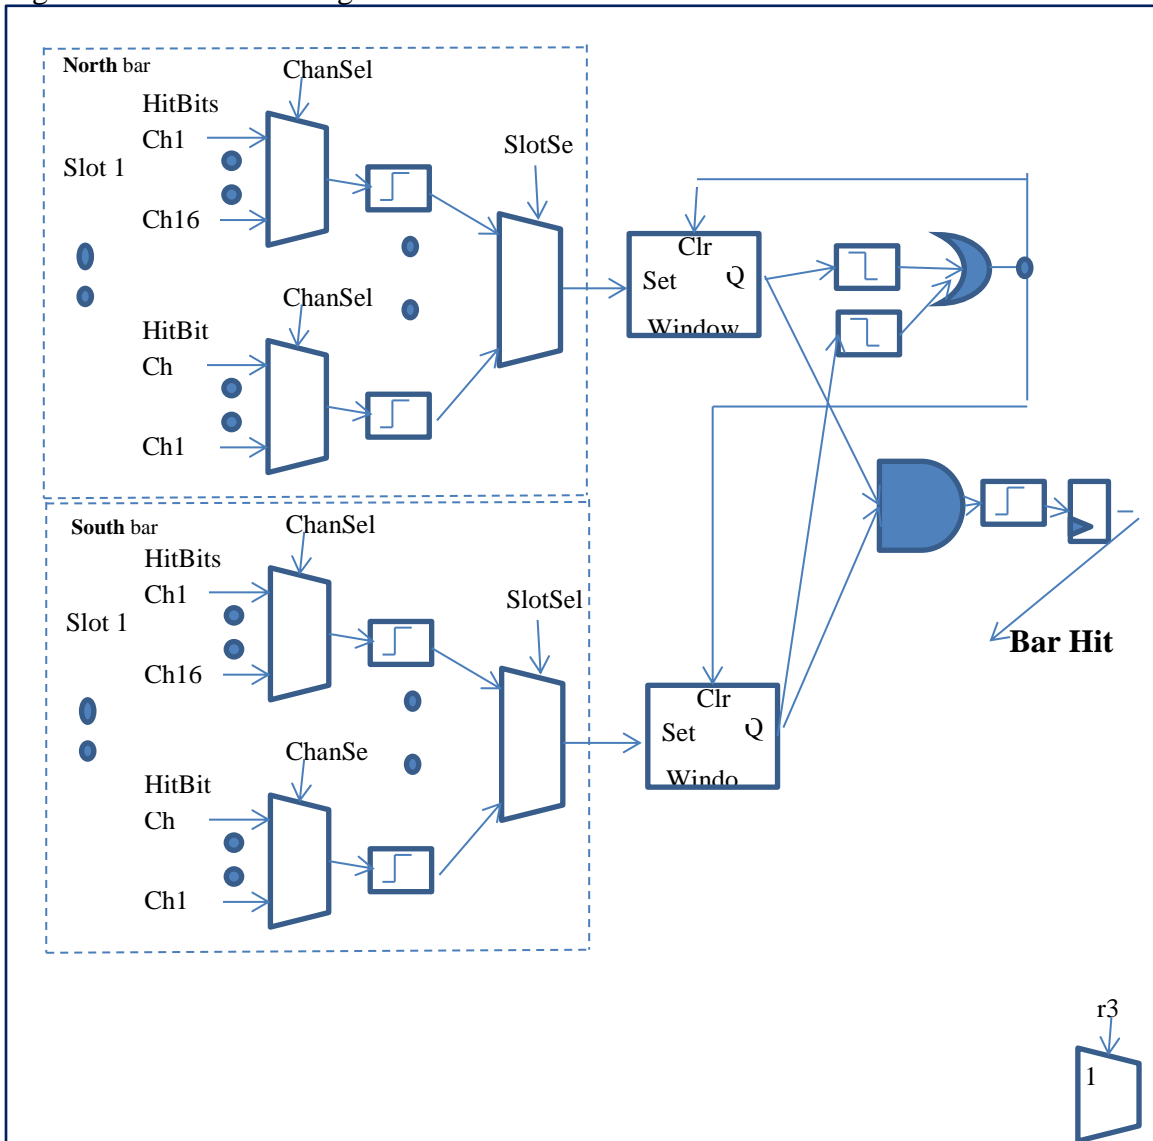 North bar
ChanSel
HitBits
Ch1
Slot 1
SlotSe
Ch16
Clr
Set
Q
Window
ChanSel
HitBit
Ch
Ch1
South bar
ChanSel
HitBits
Ch1
Slot 1
SlotSel
Ch16
Bar Hit
Clr
Set
Q
Windo
ChanSe
HitBit
Ch
Ch1
r3
1